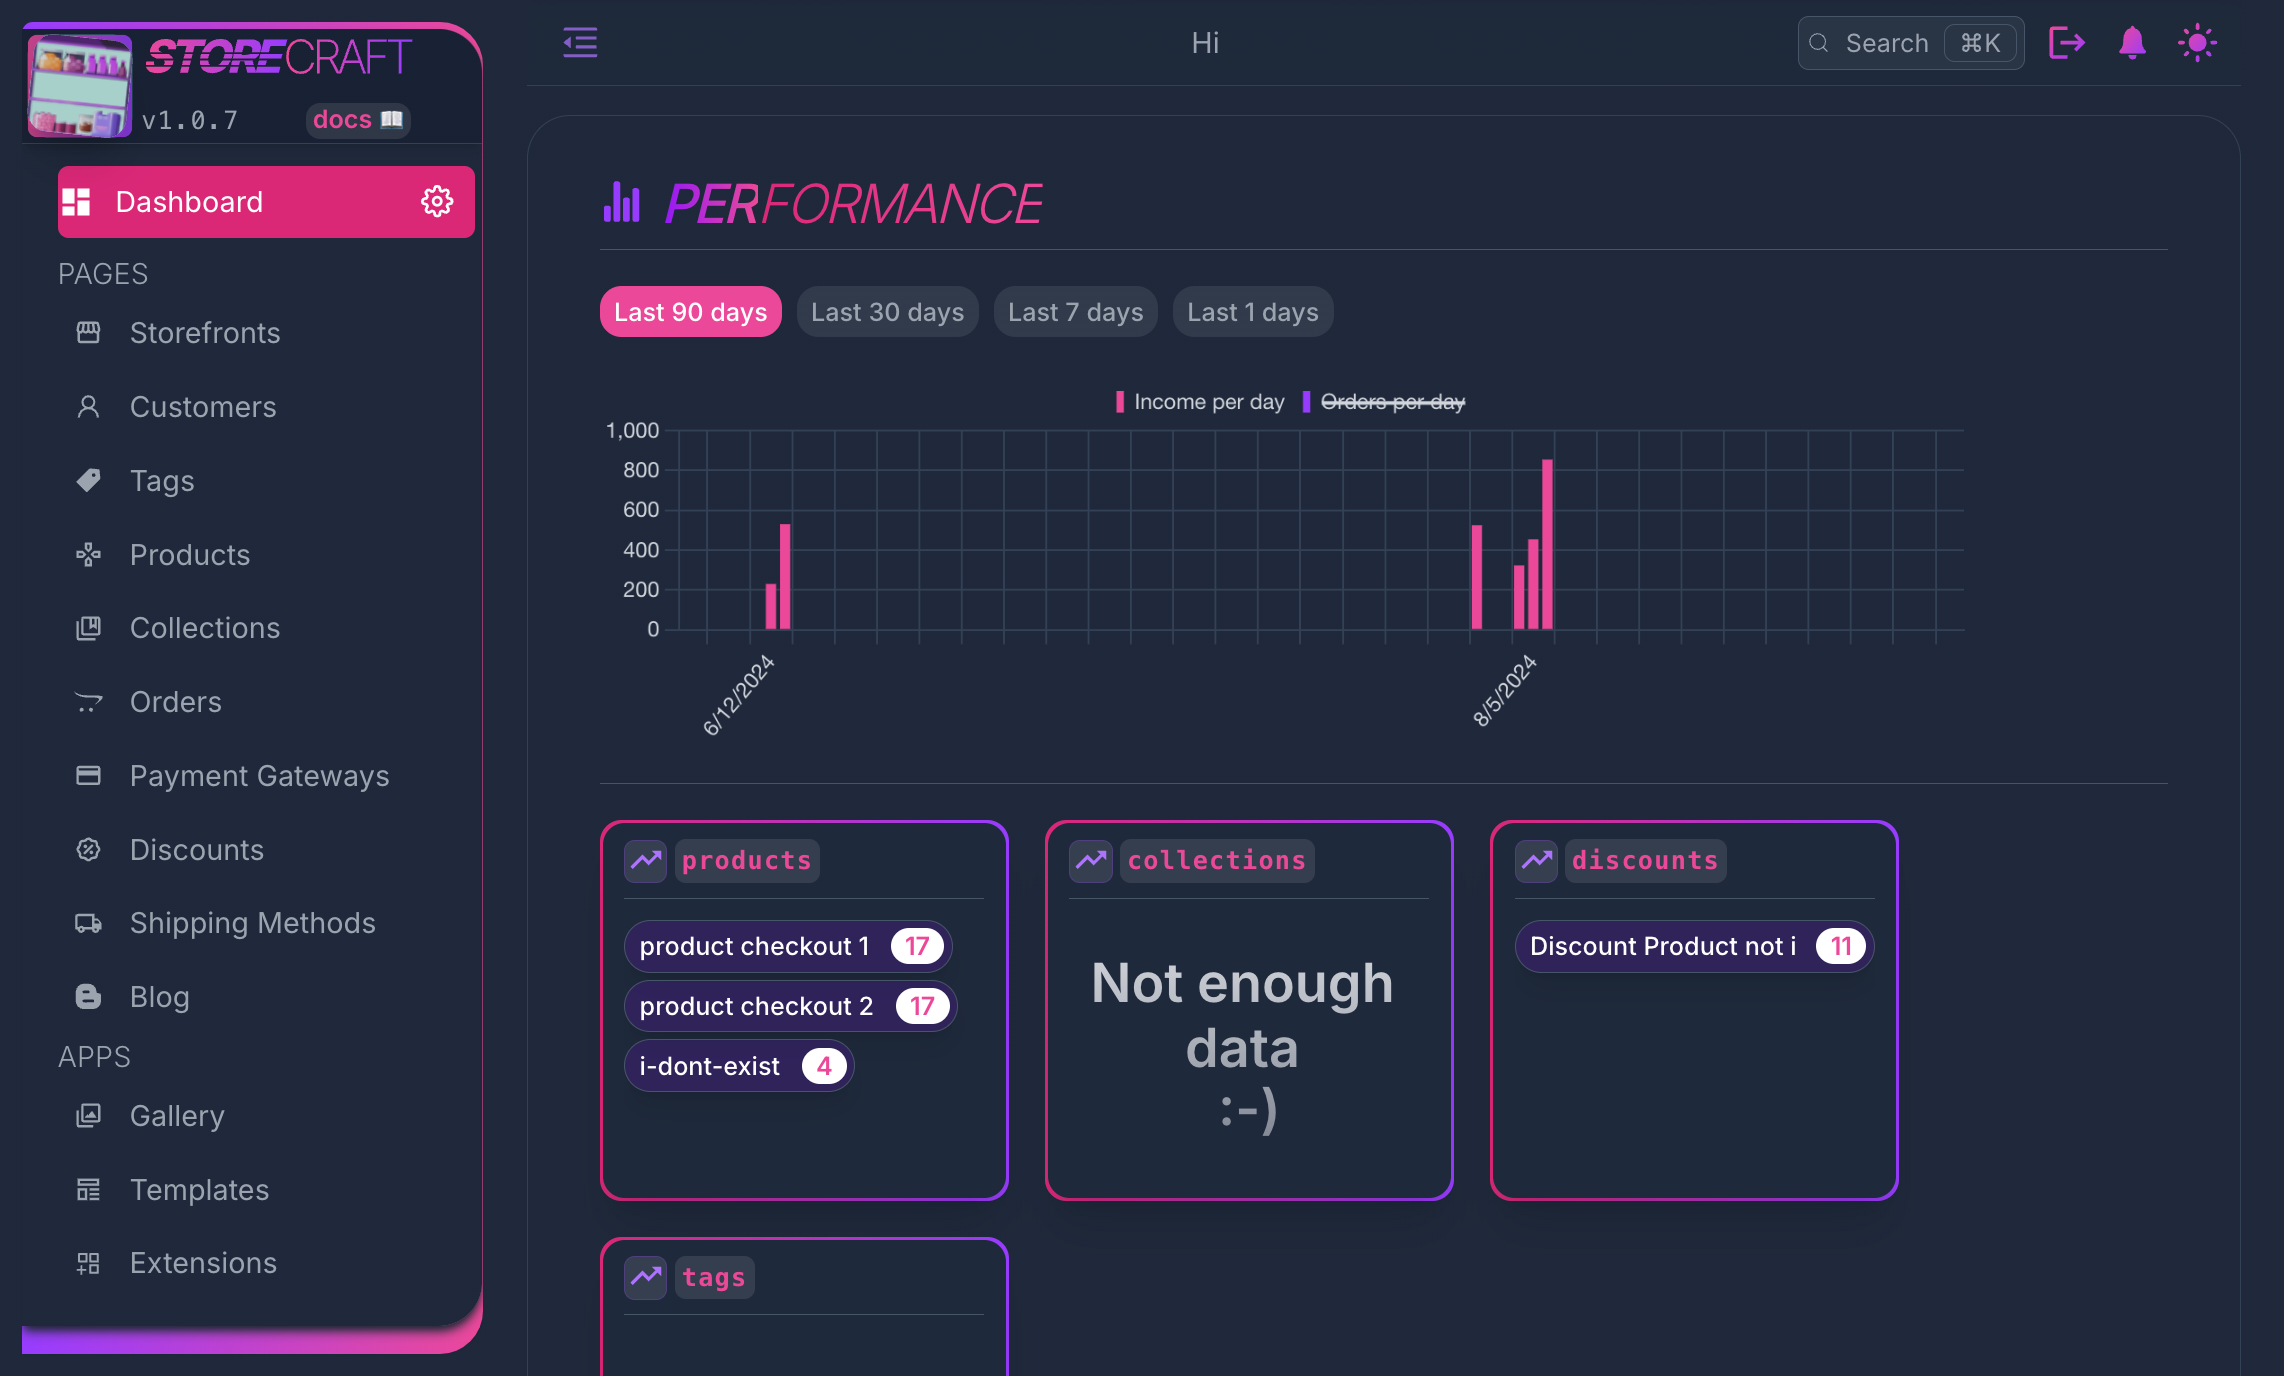 STORECRAFT
v1.0.7
docs 📖
Dashboard
PAGES
Storefronts
Customers
Tags
Products
Collections
Orders
Payment Gateways
Discounts
Shipping Methods
Blog
APPS
Gallery
Templates
Extensions
Hi
Search ⌘K
PERFORMANCE
Last 90 days
Last 30 days
Last 7 days
Last 1 days
Income per day
Orders per day
1,000
800
600
400
200
0
6/12/2024
8/5/2024
products
product checkout 1 17
product checkout 2 17
i-dont-exist 4
collections
Not enough
data
:-)
discounts
Discount Product not i 11
tags